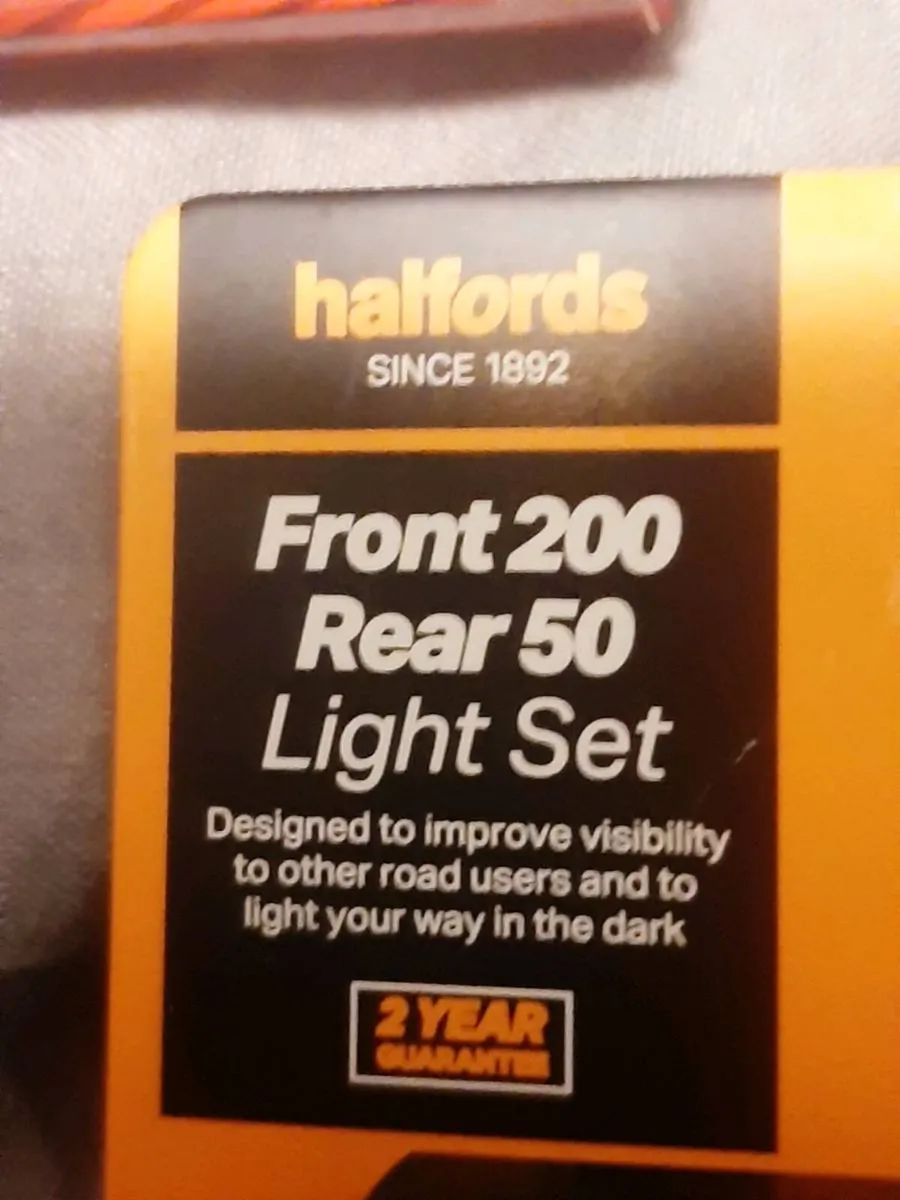 halfords
SINCE 1892
Front 200
Rear 50
Light Set
Designed to improve visibility
to other road users and to
light your way in the dark
2 YEAR
GUARANTEE